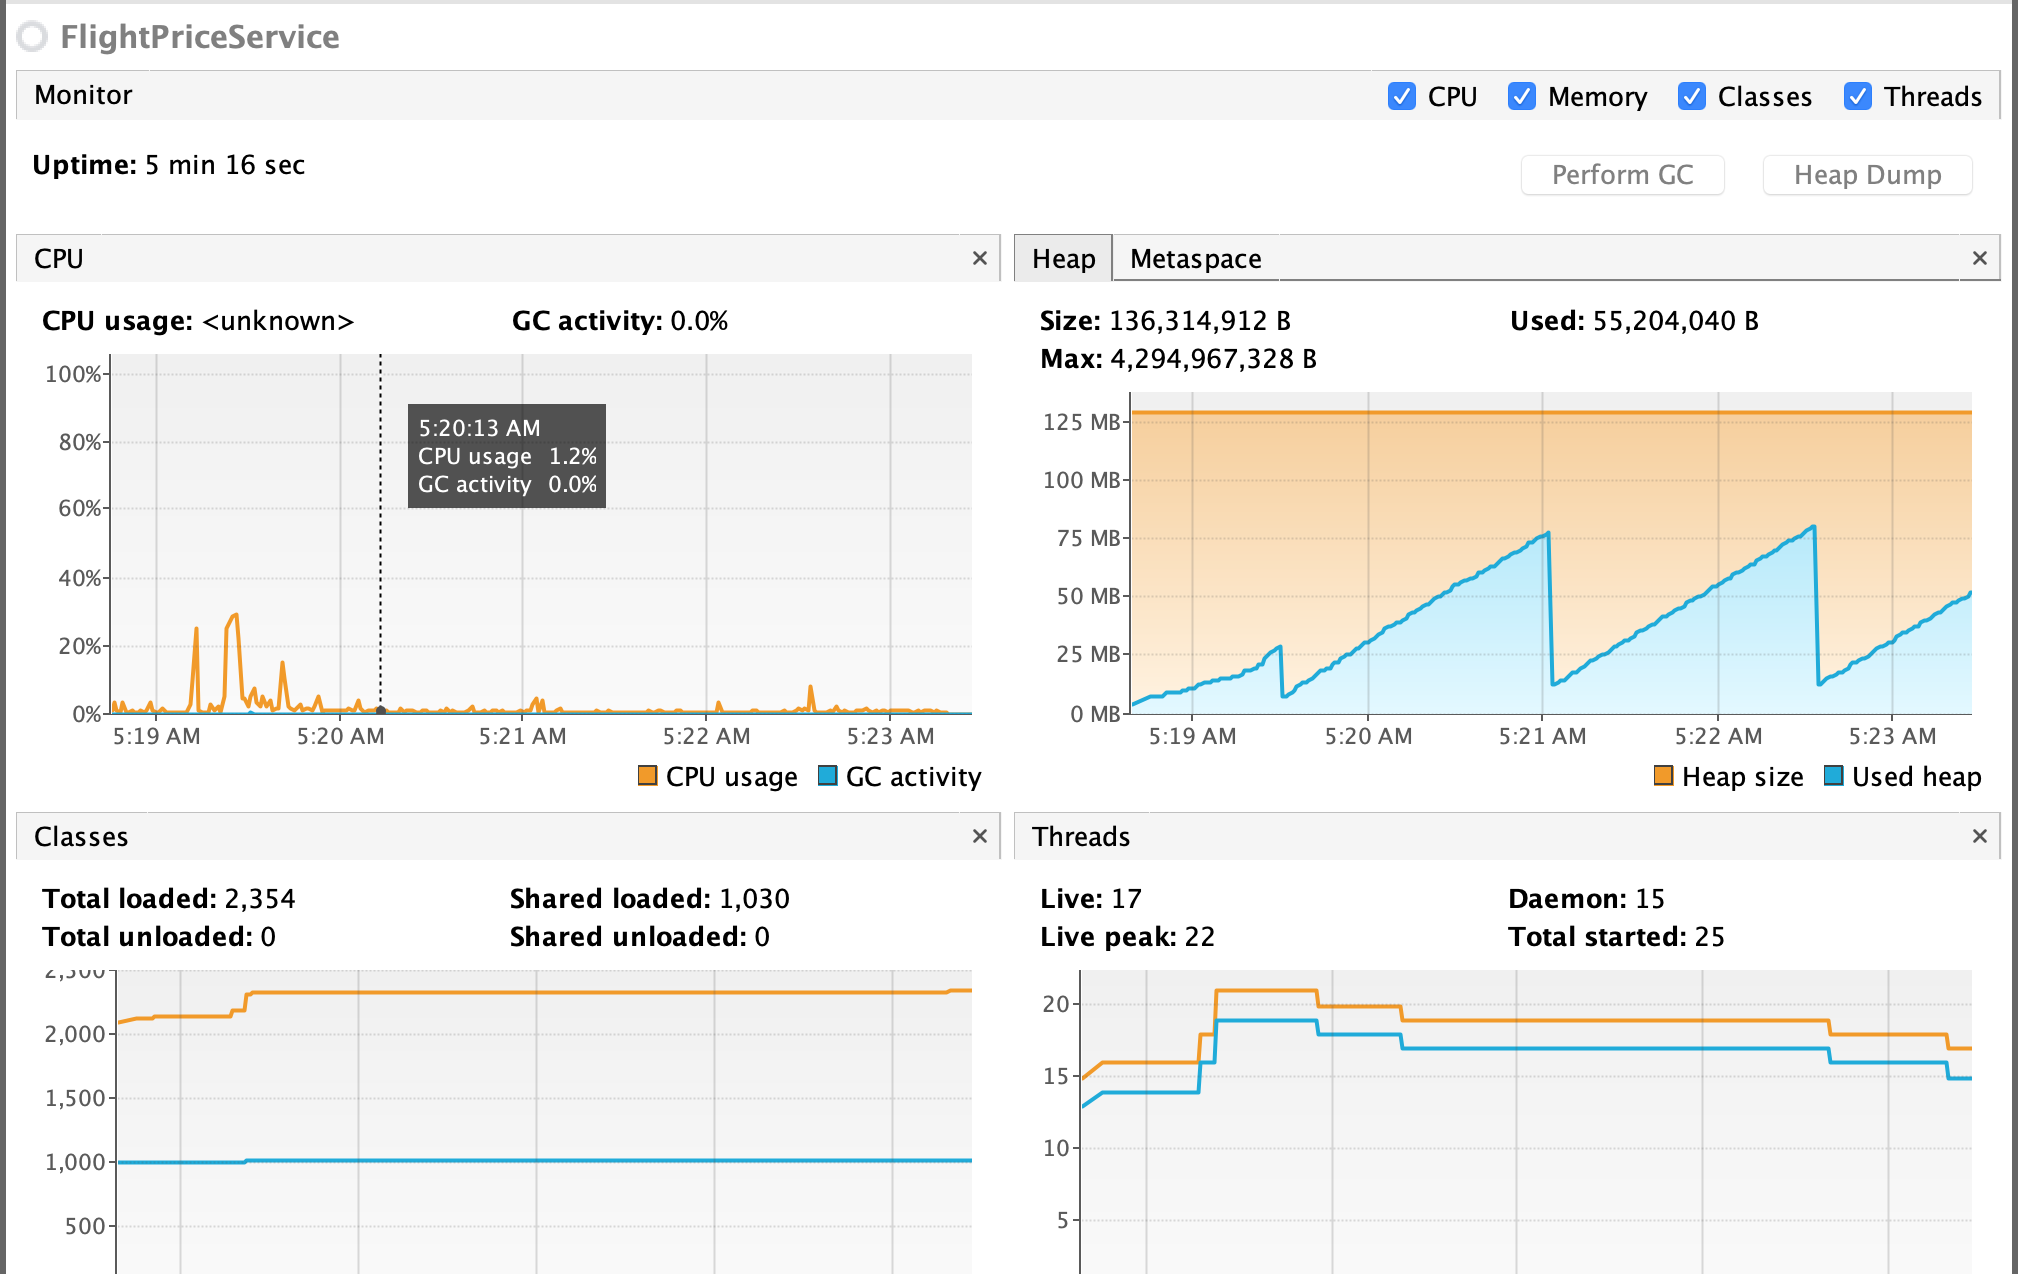 FlightPriceService
Monitor
CPU Memory Classes Threads
Uptime: 5 min 16 sec
Perform GC Heap Dump
CPU ×
CPU usage: <unknown> GC activity: 0.0%
100%
80%
60%
40%
20%
0%
5:20:13 AM
CPU usage 1.2%
GC activity 0.0%
5:19 AM 5:20 AM 5:21 AM 5:22 AM 5:23 AM
CPU usage GC activity
Heap Metaspace ×
Size: 136,314,912 B Used: 55,204,040 B
Max: 4,294,967,328 B
125 MB
100 MB
75 MB
50 MB
25 MB
0 MB
5:19 AM 5:20 AM 5:21 AM 5:22 AM 5:23 AM
Heap size Used heap
Classes ×
Total loaded: 2,354 Shared loaded: 1,030
Total unloaded: 0 Shared unloaded: 0
2,500
2,000
1,500
1,000
500
Threads ×
Live: 17 Daemon: 15
Live peak: 22 Total started: 25
20
15
10
5